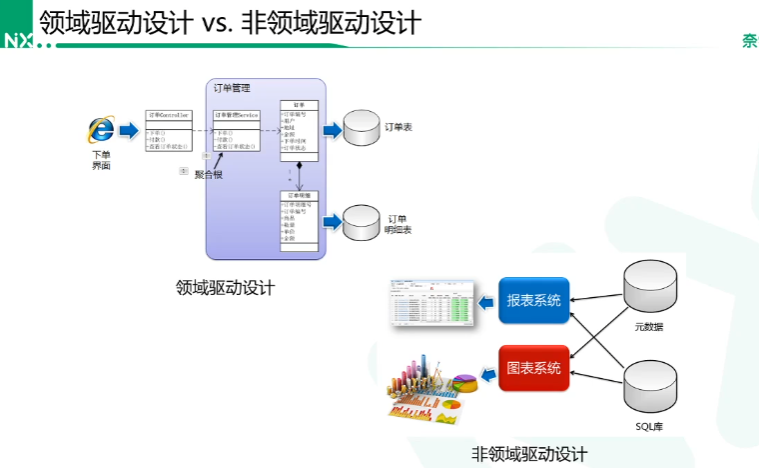 领域驱动设计 vs. 非领域驱动设计
NX
奈
订单管理
订单Controller
+下单()
+付款()
+查看订单状态()
订单管理Service
+下单()
+付款()
+查看订单状态()
订单
-订单编号
-客户
-地址
-金额
-下单时间
-订单状态
订单表
下单
界面
聚合根
订单明细
-订单编号
-商品
-数量
-单价
-金额
订单
明细表
领域驱动设计
报表系统
元数据
图表系统
SQL库
非领域驱动设计